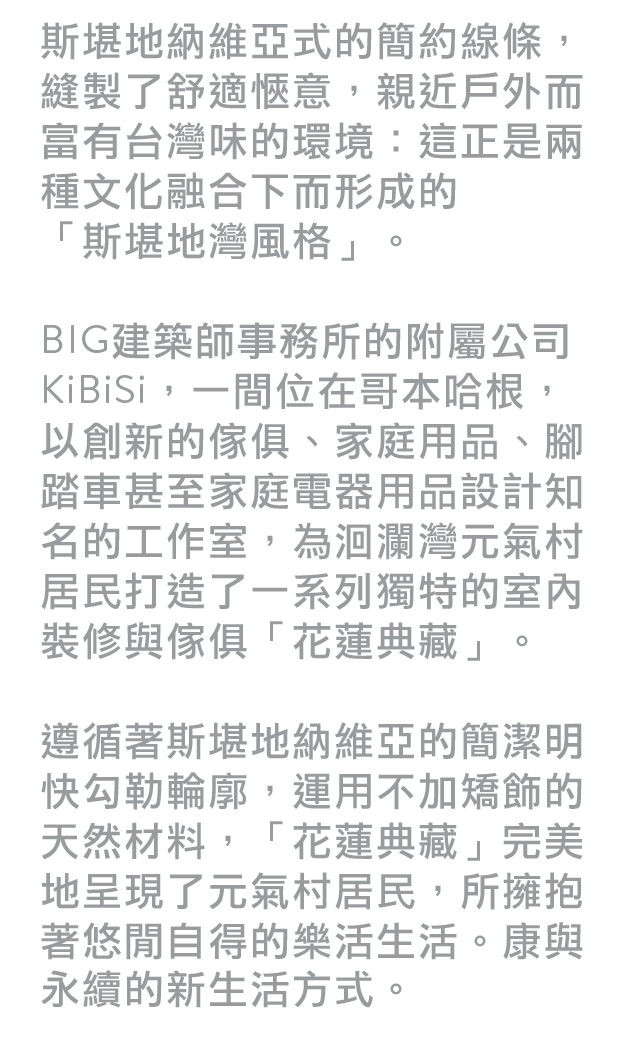 斯堪地納維亞式的簡約線條，
縫製了舒適愜意，親近戶外而
富有台灣味的環境：這正是兩
種文化融合下而形成的
「斯堪地灣風格」。
BIG建築師事務所的附屬公司
KiBiSi，一間位在哥本哈根，
以創新的傢俱、家庭用品、腳
踏車甚至家庭電器用品設計知
名的工作室，為洄瀾灣元氣村
居民打造了一系列獨特的室內
裝修與傢俱「花蓮典藏」。
遵循著斯堪地納維亞的簡潔明
快勾勒輪廓，運用不加矯飾的
天然材料，「花蓮典藏」完美
地呈現了元氣村居民，所擁抱
著悠閒自得的樂活生活。康與
永續的新生活方式。